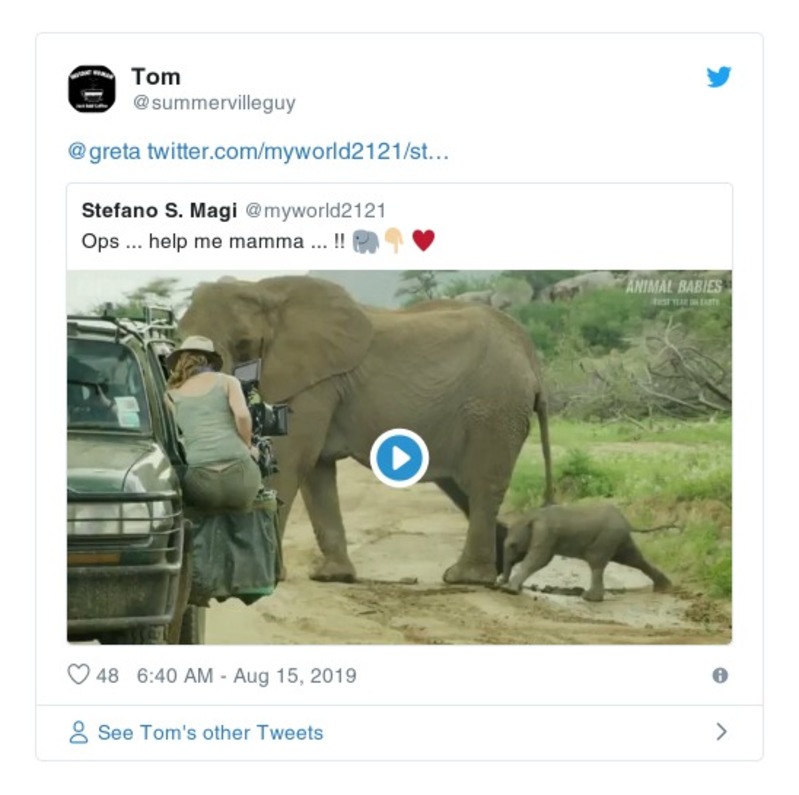 Tom
@summervilleguy
@greta twitter.com/myworld2121/st…
Stefano S. Magi @myworld2121
Ops ... help me mamma ... !! 🐘👇🏼♥️
ANIMAL BABIES
FIRST YEAR ON EARTH
48 6:40 AM - Aug 15, 2019
See Tom's other Tweets